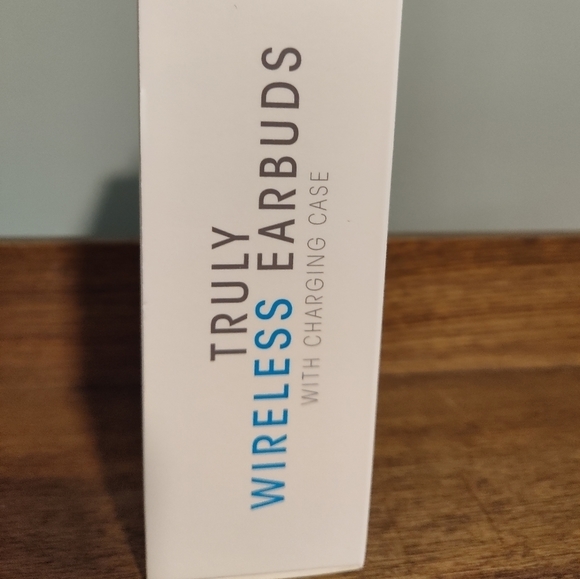 TRULY
WIRELESS EARBUDS
WITH CHARGING CASE